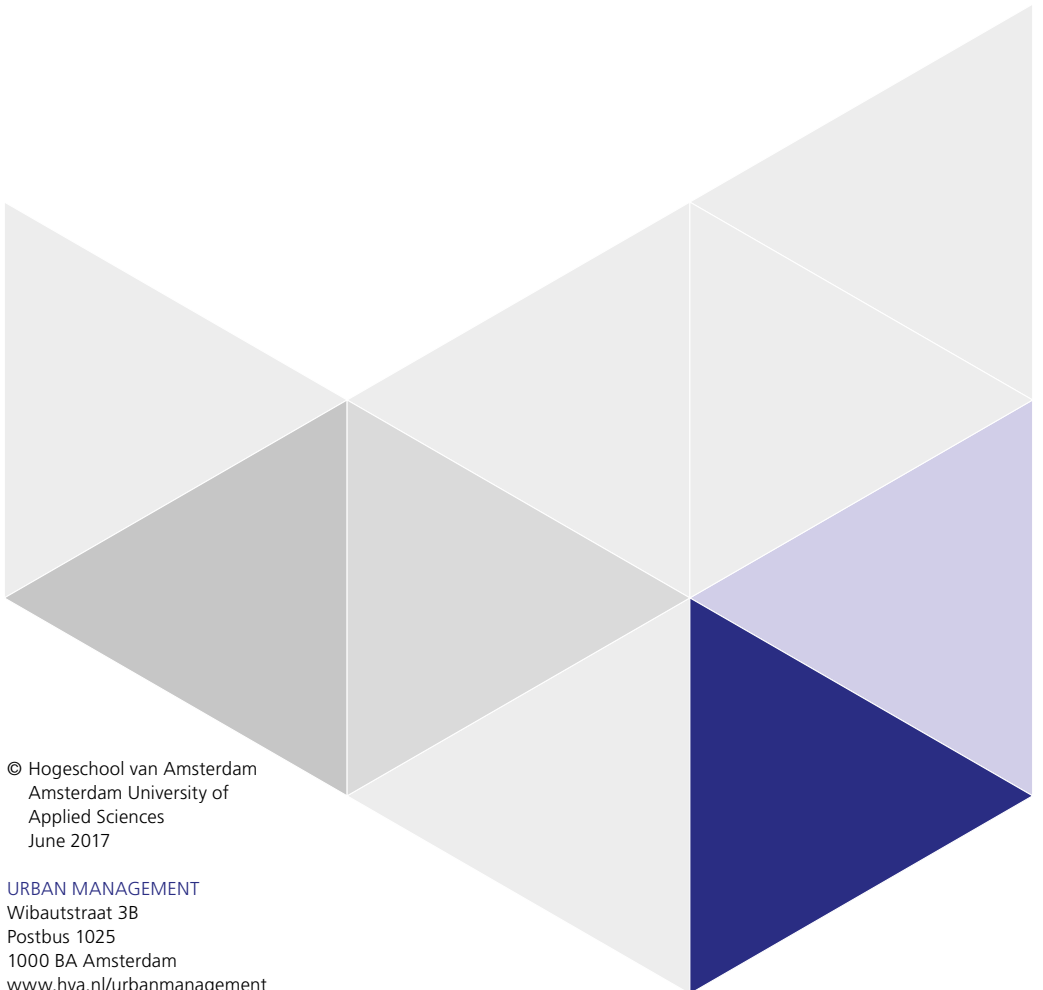 © Hogeschool van Amsterdam
Amsterdam University of
Applied Sciences
June 2017
URBAN MANAGEMENT
Wibautstraat 3B
Postbus 1025
1000 BA Amsterdam
www.hva.nl/urbanmanagement